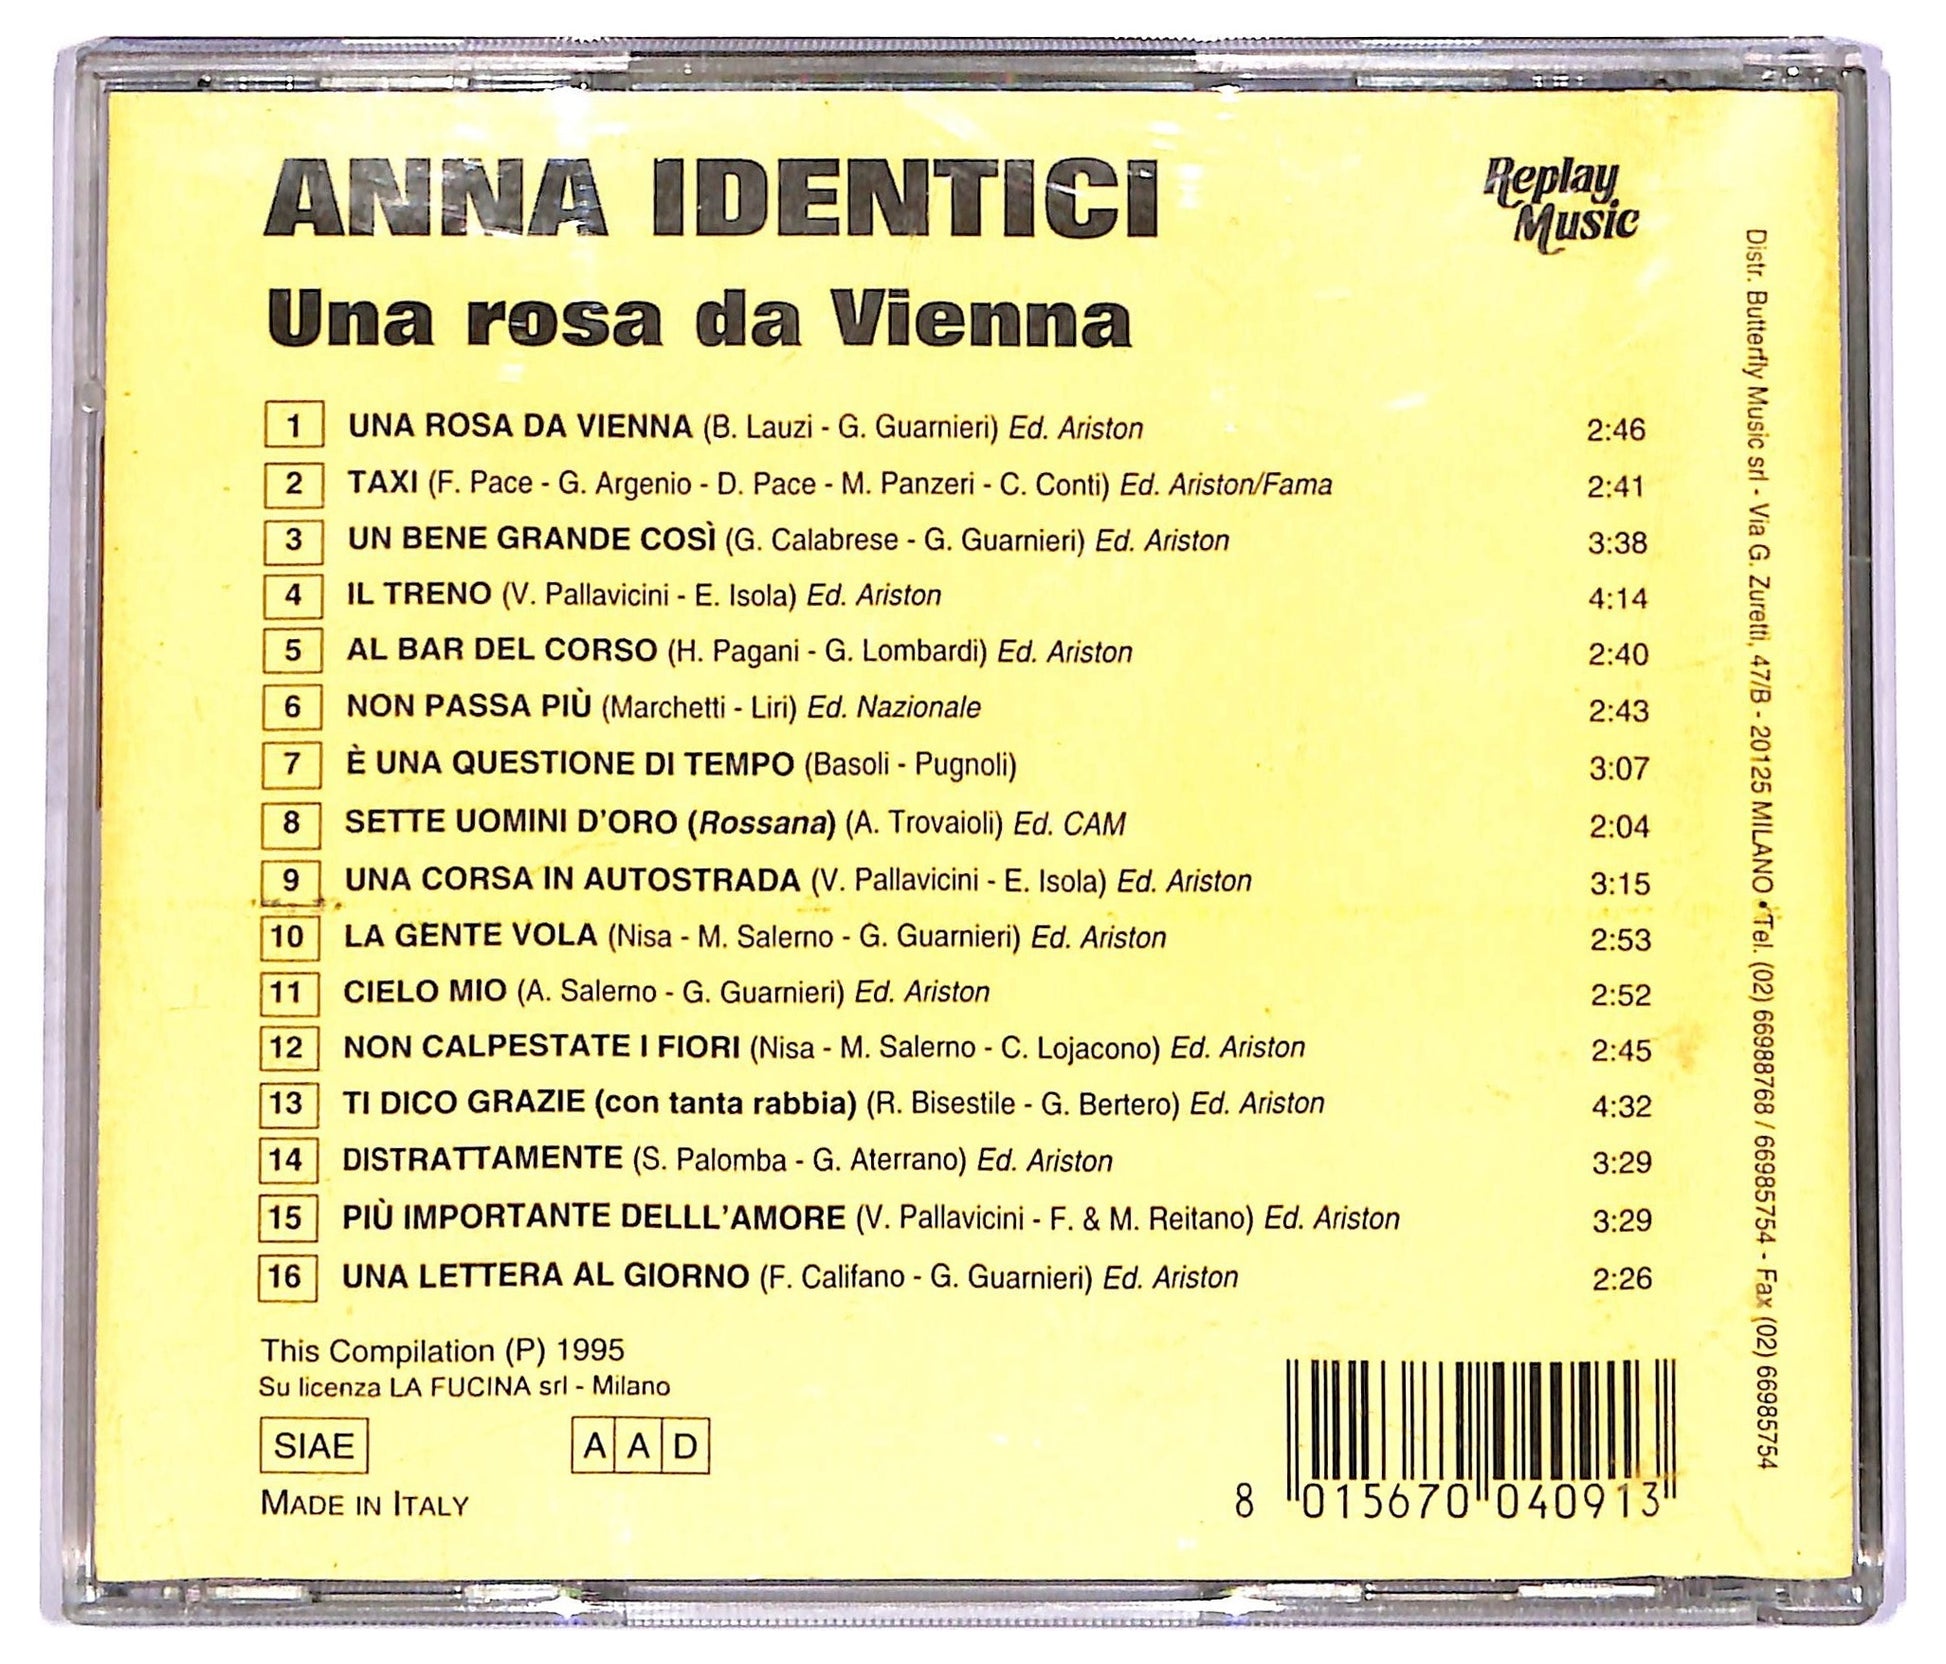 ANNA IDENTICI
Replay
Music
Una rosa da Vienna
1 UNA ROSA DA VIENNA (B. Lauzi - G. Guarnieri) Ed. Ariston 2:46
2 TAXI (F. Pace - G. Argenio - D. Pace - M. Panzeri - C. Conti) Ed. Ariston/Fama 2:41
3 UN BENE GRANDE COSÌ (G. Calabrese - G. Guarnieri) Ed. Ariston 3:38
4 IL TRENO (V. Pallavicini - E. Isola) Ed. Ariston 4:14
5 AL BAR DEL CORSO (H. Pagani - G. Lombardi) Ed. Ariston 2:40
6 NON PASSA PIÙ (Marchetti - Liri) Ed. Nazionale 2:43
7 È UNA QUESTIONE DI TEMPO (Basoli - Pugnoli) 3:07
8 SETTE UOMINI D'ORO (Rossana) (A. Trovaioli) Ed. CAM 2:04
9 UNA CORSA IN AUTOSTRADA (V. Pallavicini - E. Isola) Ed. Ariston 3:15
10 LA GENTE VOLA (Nisa - M. Salerno - G. Guarnieri) Ed. Ariston 2:53
11 CIELO MIO (A. Salerno - G. Guarnieri) Ed. Ariston 2:52
12 NON CALPESTATE I FIORI (Nisa - M. Salerno - C. Lojacono) Ed. Ariston 2:45
13 TI DICO GRAZIE (con tanta rabbia) (R. Bisestile - G. Bertero) Ed. Ariston 4:32
14 DISTRATTAMENTE (S. Palomba - G. Aterrano) Ed. Ariston 3:29
15 PIÙ IMPORTANTE DELLL'AMORE (V. Pallavicini - F. & M. Reitano) Ed. Ariston 3:29
16 UNA LETTERA AL GIORNO (F. Califano - G. Guarnieri) Ed. Ariston 2:26
This Compilation (P) 1995
Su licenza LA FUCINA srl - Milano
SIAE A A D
MADE IN ITALY
8 015670 040913
Distr. Butterfly Music srl - Via G. Zuretti, 47/B - 20125 MILANO • Tel. (02) 66988768 / 66985754 - Fax (02) 66985754